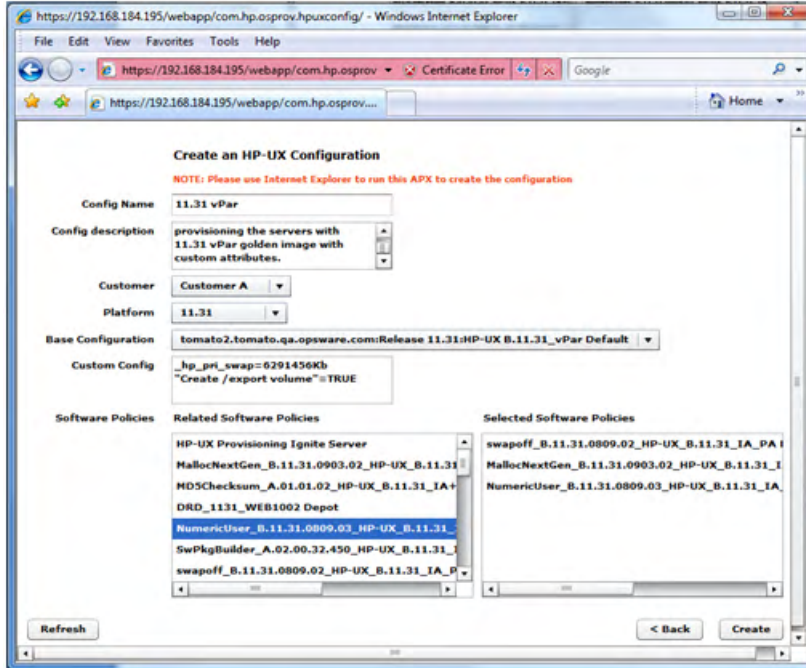 https://192.168.184.195/webapp/com.hp.osprov.hpuxconfig/ - Windows Internet Explorer
File Edit View Favorites Tools Help
https://192.168.184.195/webapp/com.hp.osprov Certificate Error Google
https://192.168.184.195/webapp/com.hp.osprov.... Home
Create an HP-UX Configuration
NOTE: Please use Internet Explorer to run this APX to create the configuration
Config Name 11.31 vPar
Config description provisioning the servers with
11.31 vPar golden image with
custom attributes.
Customer Customer A
Platform 11.31
Base Configuration tomato2.tomato.qa.opsware.com:Release 11.31:HP-UX B.11.31_vPar Default
Custom Config _hp_pri_swap=6291456Kb
"Create /export volume"=TRUE
Software Policies Related Software Policies Selected Software Policies
HP-UX Provisioning Ignite Server swapoff_B.11.31.0809.02_HP-UX_B.11.31_IA_PA
MallocNextGen_B.11.31.0903.02_HP-UX_B.11.31 MallocNextGen_B.11.31.0903.02_HP-UX_B.11.31_I
MD5Checksum_A.01.01.02_HP-UX_B.11.31_IA+ NumericUser_B.11.31.0809.03_HP-UX_B.11.31_IA_
DRD_1131_WEB1002 Depot
NumericUser_B.11.31.0809.03_HP-UX_B.11.31_
SwPkgBuilder_A.02.00.32.450_HP-UX_B.11.31_I
swapoff_B.11.31.0809.02_HP-UX_B.11.31_IA_P
Refresh < Back Create